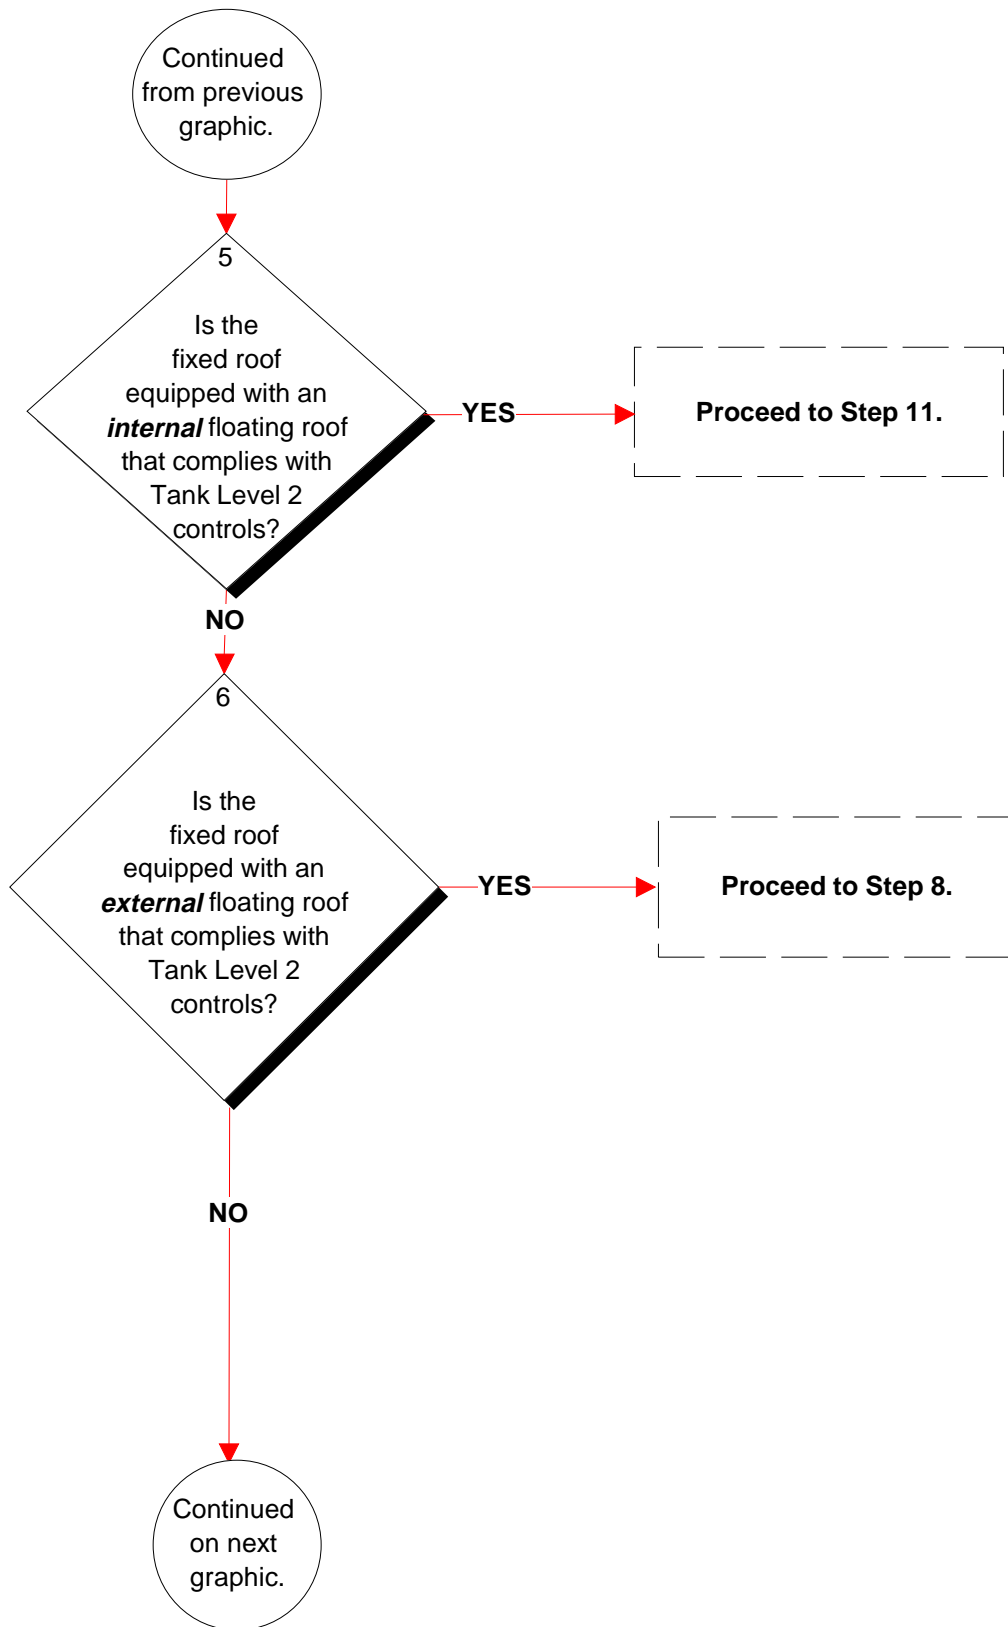 Continued
from previous
graphic.
5
Is the
fixed roof
equipped with an
internal floating roof
that complies with
Tank Level 2
controls?
YES
Proceed to Step 11.
NO
6
Is the
fixed roof
equipped with an
external floating roof
that complies with
Tank Level 2
controls?
YES
Proceed to Step 8.
NO
Continued
on next
graphic.